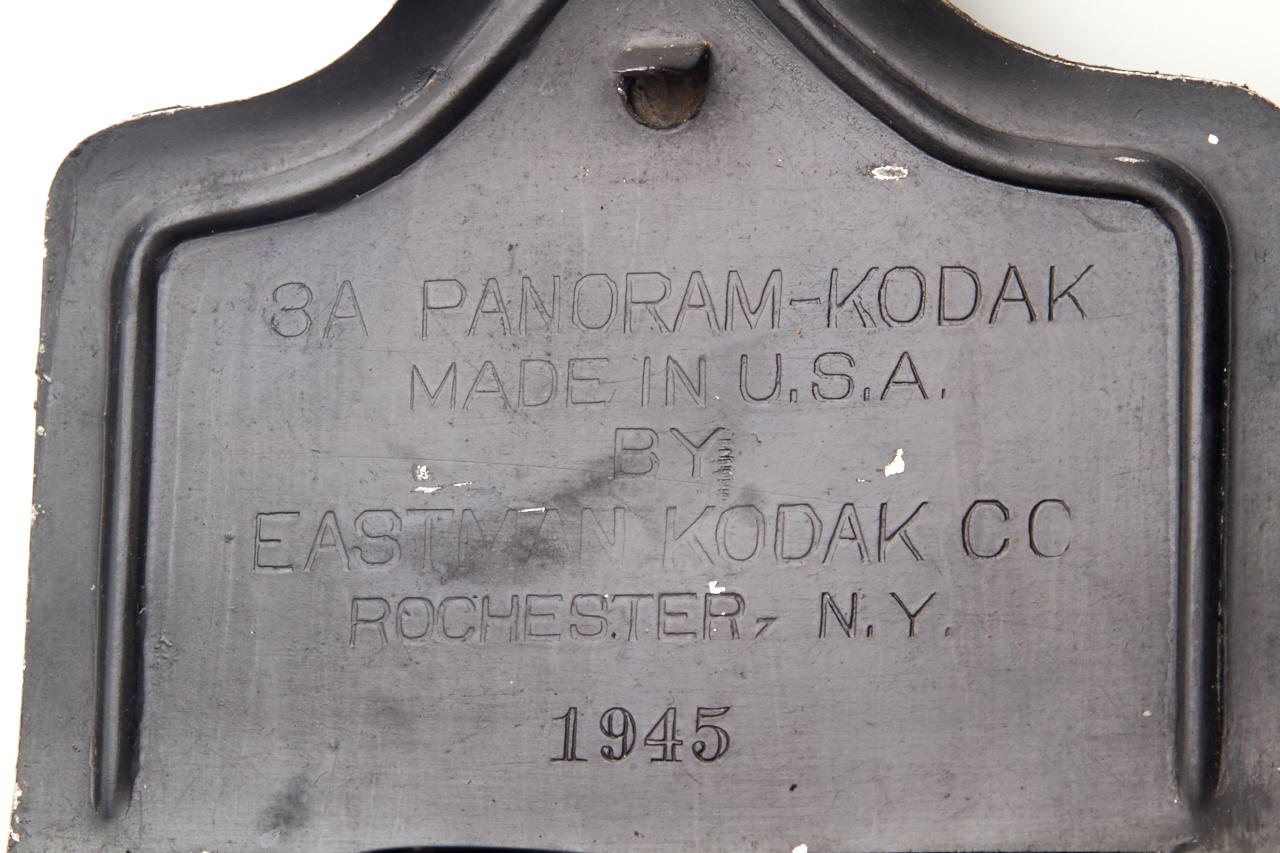 3A PANORAM-KODAK
MADE IN U.S.A.
BY
EASTMAN KODAK CO
ROCHESTER, N.Y.
1945